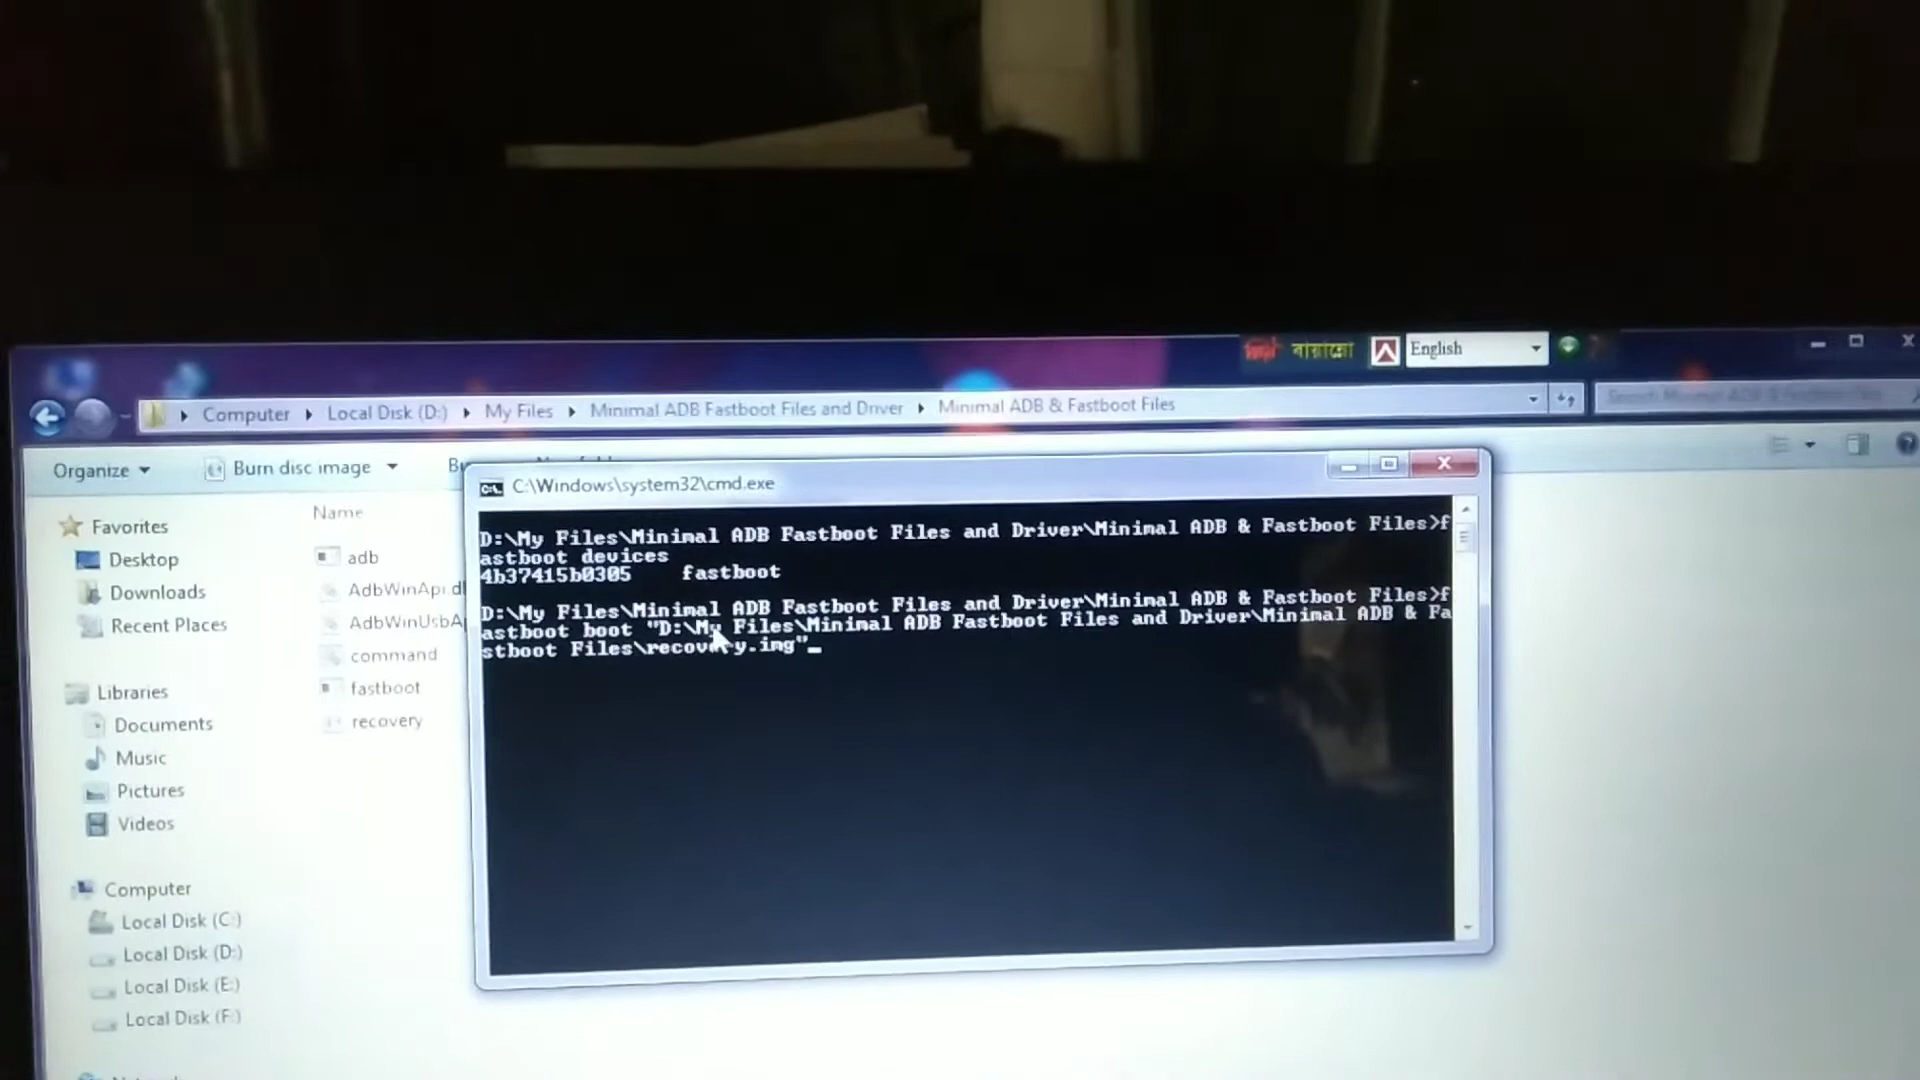 বায়ান্নো
English
Computer
Local Disk (D:)
My Files
Minimal ADB Fastboot Files and Driver
Minimal ADB & Fastboot Files
Organize
Burn disc image
C:\Windows\system32\cmd.exe
Name
Favorites
Desktop
Downloads
Recent Places
Libraries
Documents
Music
Pictures
Videos
Computer
Local Disk (C:)
Local Disk (D:)
Local Disk (E:)
Local Disk (F:)
adb
AdbWinApi.dl
AdbWinUsbAp
command
fastboot
recovery
D:\My Files\Minimal ADB Fastboot Files and Driver\Minimal ADB & Fastboot Files>f
astboot devices
4b37415b0305 fastboot
D:\My Files\Minimal ADB Fastboot Files and Driver\Minimal ADB & Fastboot Files>f
astboot boot "D:\My Files\Minimal ADB Fastboot Files and Driver\Minimal ADB & Fa
stboot Files\recovery.img"_